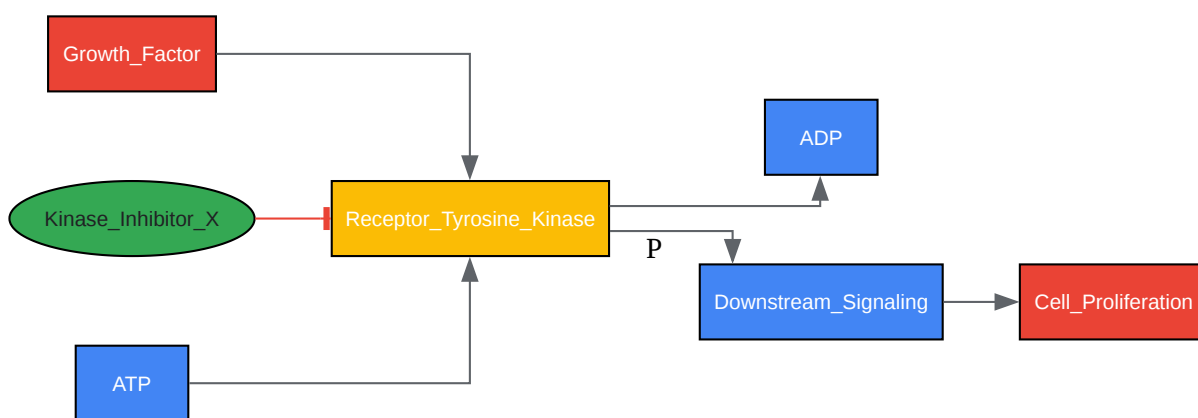 Growth_Factor
ADP
Kinase_Inhibitor_X
Receptor_Tyrosine_Kinase
P
Downstream_Signaling
Cell_Proliferation
ATP